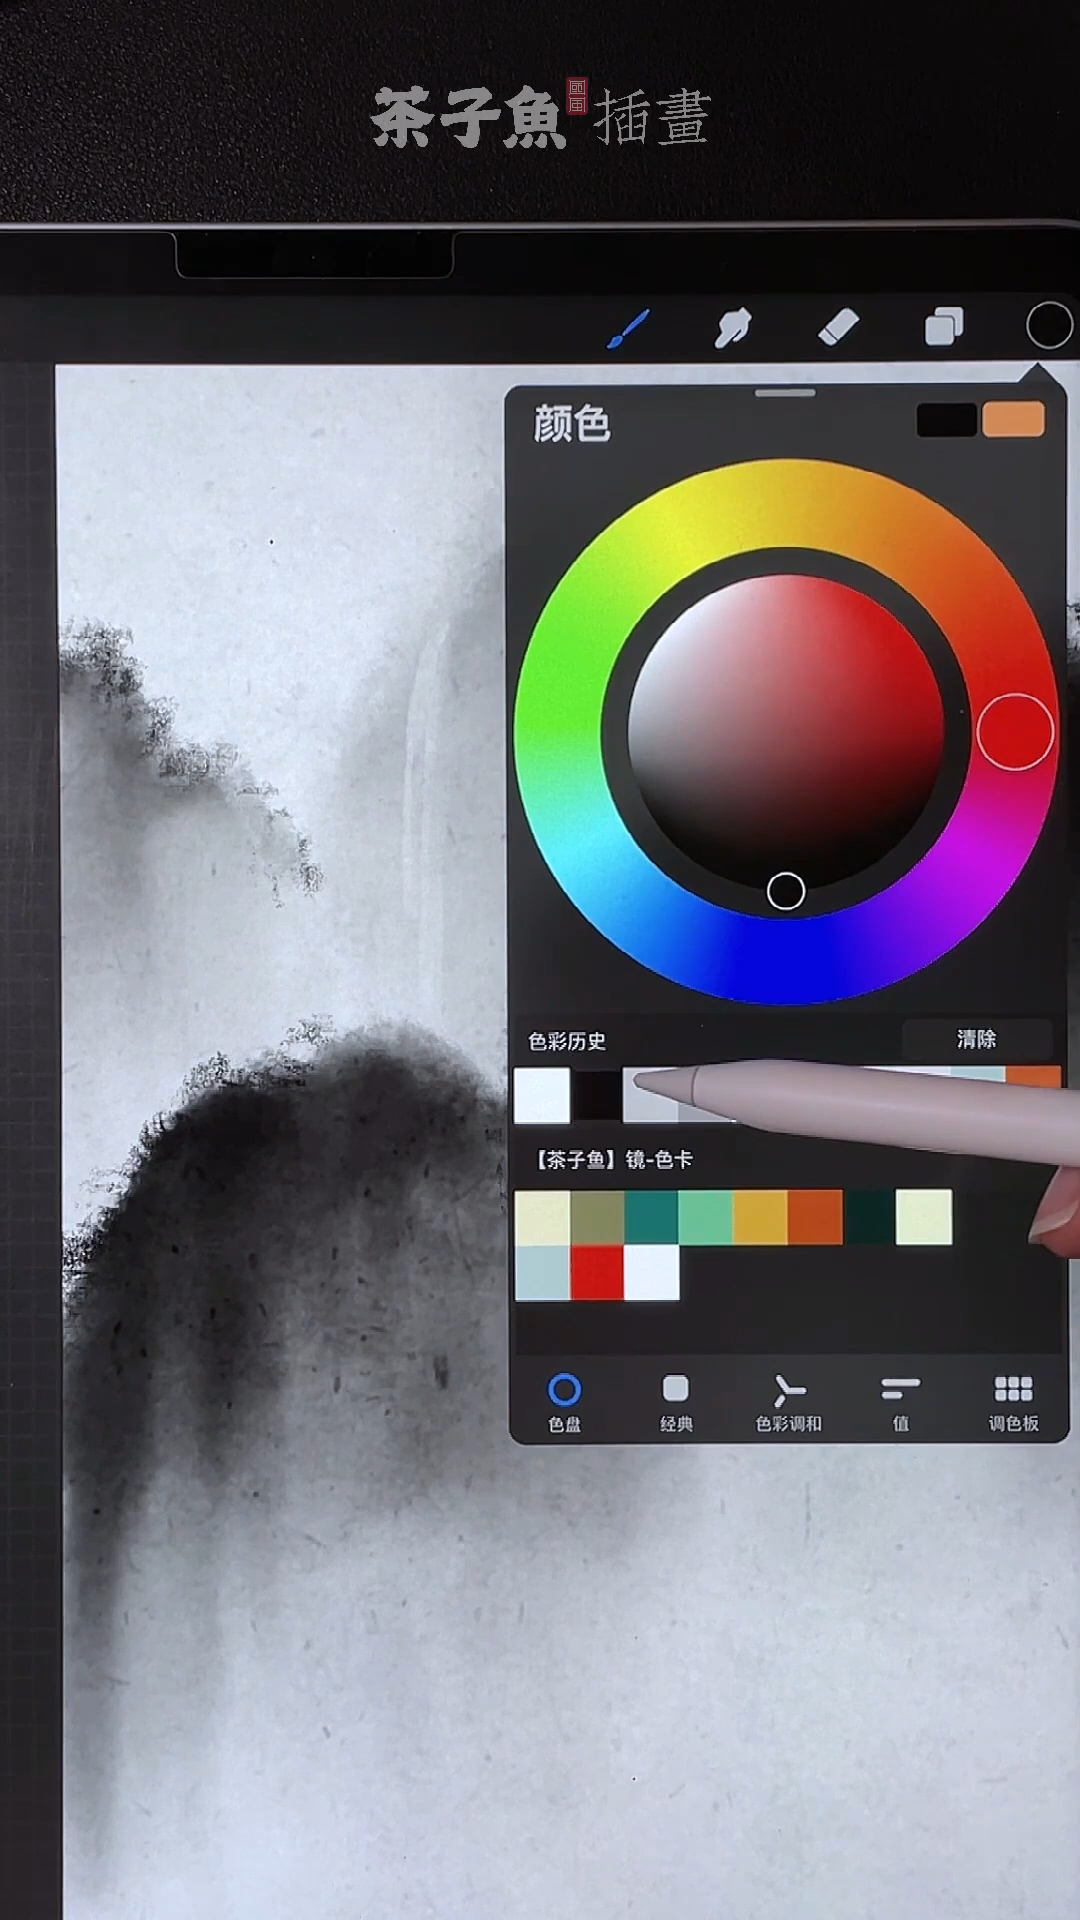 茶子魚插畫
颜色
色彩历史
清除
【茶子鱼】镜-色卡
色盘
经典
色彩调和
值
调色板